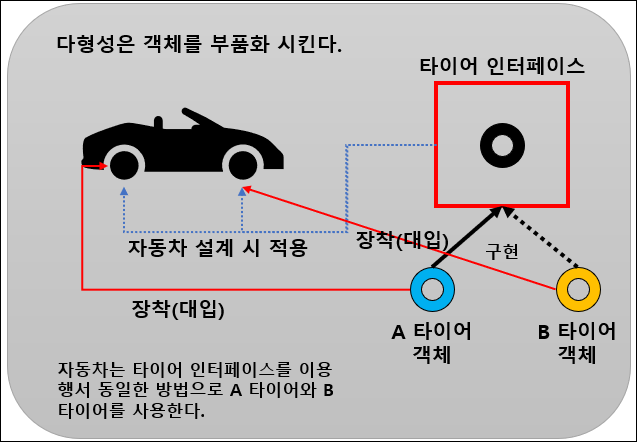 다형성은 객체를 부품화 시킨다.
타이어 인터페이스
자동차 설계 시 적용
장착(대입)
구현
장착(대입)
A 타이어
객체
B 타이어
객체
자동차는 타이어 인터페이스를 이용
행서 동일한 방법으로 A 타이어와 B
타이어를 사용한다.